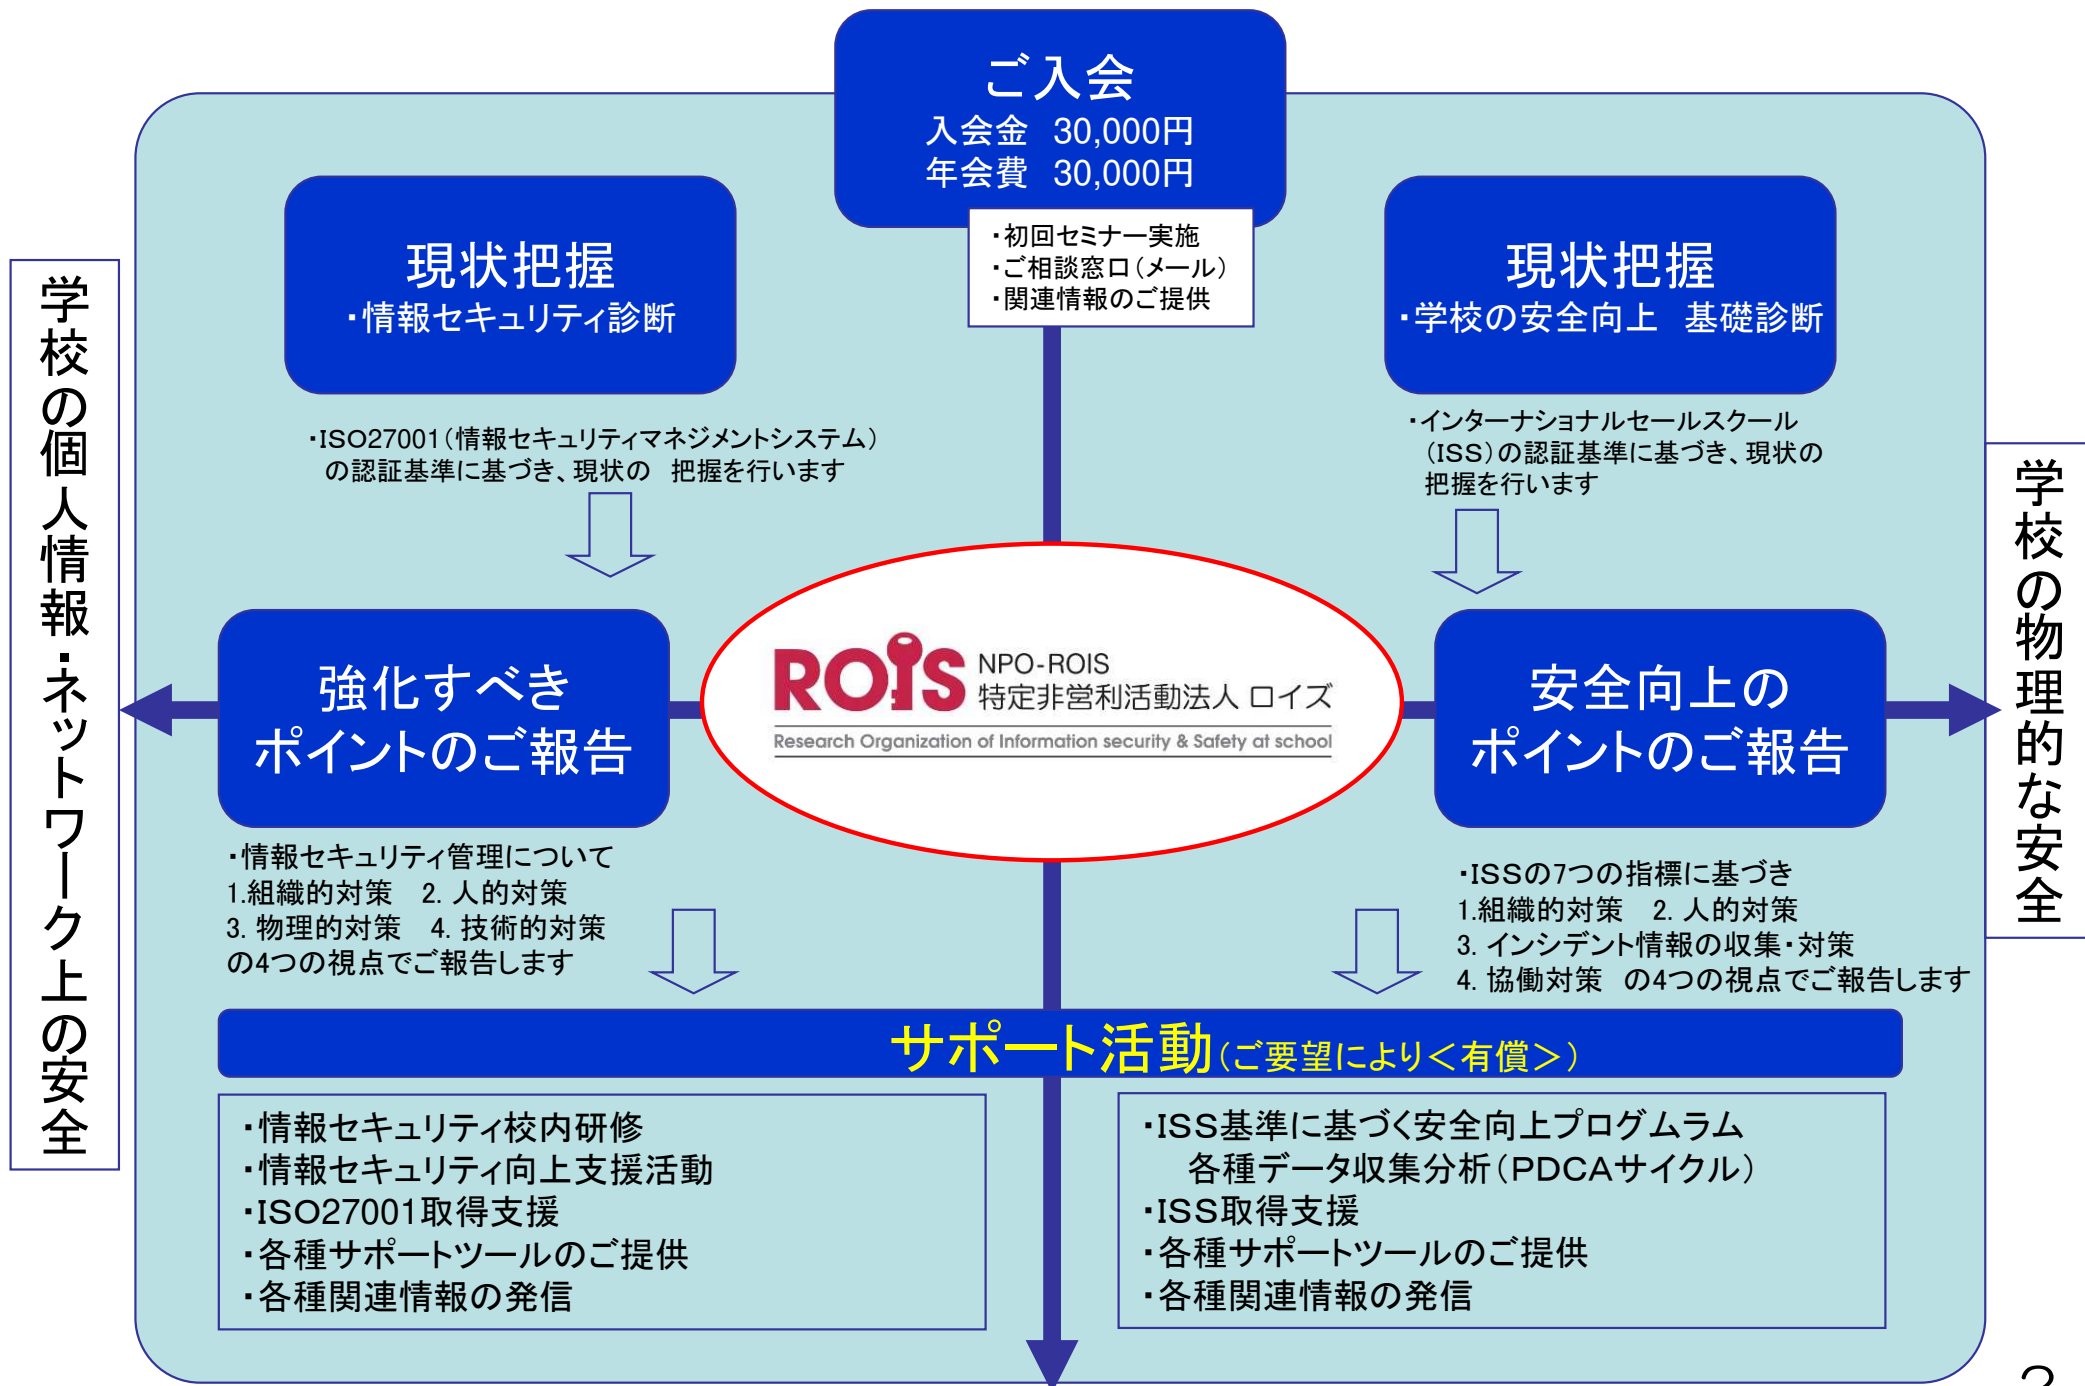 ご入会
入会金　30,000円
年会費　30,000円
・初回セミナー実施
・ご相談窓口（メール）
・関連情報のご提供
現状把握
・情報セキュリティ診断
・ISO27001（情報セキュリティマネジメントシステム）
の認証基準に基づき、現状の　把握を行います
現状把握
・学校の安全向上　基礎診断
・インターナショナルセールスクール
（ISS）の認証基準に基づき、現状の
把握を行います
学校の個人情報・ネットワーク上の安全
学校の物理的な安全
強化すべき
ポイントのご報告
ROIS
NPO-ROIS
特定非営利活動法人 ロイズ
Research Organization of Information security & Safety at school
安全向上の
ポイントのご報告
・情報セキュリティ管理について
1.組織的対策　2. 人的対策
3. 物理的対策　4. 技術的対策
の4つの視点でご報告します
・ISSの7つの指標に基づき
1.組織的対策　2. 人的対策
3. インシデント情報の収集・対策
4. 協働対策　の4つの視点でご報告します
サポート活動（ご要望により＜有償＞）
・情報セキュリティ校内研修
・情報セキュリティ向上支援活動
・ISO27001取得支援
・各種サポートツールのご提供
・各種関連情報の発信
・ISS基準に基づく安全向上プログムラム
各種データ収集分析（PDCAサイクル）
・ISS取得支援
・各種サポートツールのご提供
・各種関連情報の発信